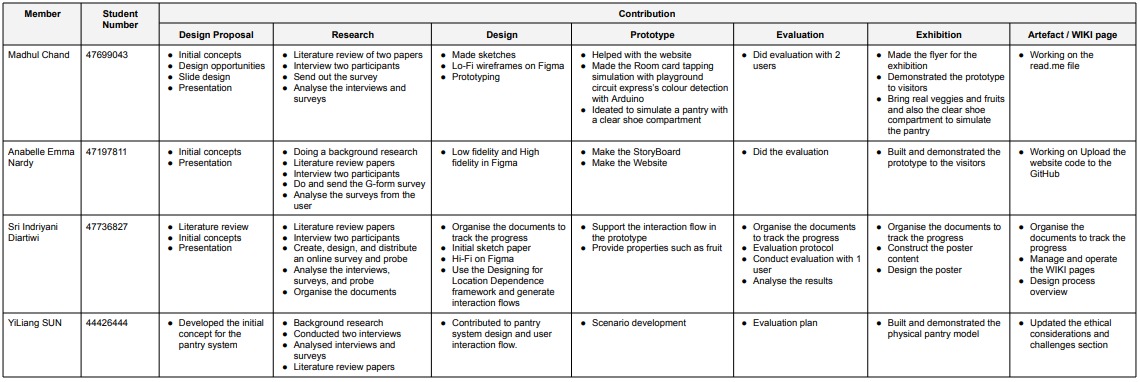 Member
Student Number
Contribution
Design Proposal
Research
Design
Prototype
Evaluation
Exhibition
Artefact / WIKI page
Madhul Chand
47699043
● Initial concepts
● Design opportunities
● Slide design
● Presentation
● Literature review of two papers
● Interview two participants
● Send out the survey
● Analyse the interviews and
surveys
● Made sketches
● Lo-Fi wireframes on Figma
● Prototyping
● Helped with the website
● Made the Room card tapping
simulation with playground
circuit express's colour detection
with Arduino
● Ideated to simulate a pantry with
a clear shoe compartment
● Did evaluation with 2
users
● Made the flyer for the
exhibition
● Demonstrated the prototype
to visitors
● Bring real veggies and fruits
and also the clear shoe
compartment to simulate
the pantry
● Working on the
read.me file
Anabelle Emma
Nardy
47197811
● Initial concepts
● Presentation
● Doing a background research
● Literature review papers
● Interview two participants
● Do and send the G-form survey
● Analyse the surveys from the
user
● Low fidelity and High
fidelity in Figma
● Make the StoryBoard
● Make the Website
● Did the evaluation
● Built and demonstrated the
prototype to the visitors
● Working on Upload the
website code to the
GitHub
Sri Indriyani
Diartiwi
47736827
● Literature review
● Initial concepts
● Presentation
● Literature review papers
● Interview two participants
● Create, design, and distribute
an online survey and probe
● Analyse the interviews,
surveys, and probe
● Organise the documents
● Organise the documents to
track the progress
● Initial sketch paper
● Hi-Fi on Figma
● Use the Designing for
Location Dependence
framework and generate
interaction flows
● Support the interaction flow in
the prototype
● Provide properties such as fruit
● Organise the documents
to track the progress
● Evaluation protocol
● Conduct evaluation with 1
user
● Analyse the results
● Organise the documents to
track the progress
● Construct the poster
content
● Design the poster
● Organise the
documents to track the
progress
● Manage and operate
the WIKI pages
● Design process
overview
YiLiang SUN
44426444
● Developed the initial
concept for the
pantry system
● Background research
● Conducted two interviews
● Analysed interviews and
surveys
● Literature review papers
● Contributed to pantry
system design and user
interaction flow.
● Scenario development
● Evaluation plan
● Built and demonstrated the
physical pantry model
● Updated the ethical
considerations and
challenges section